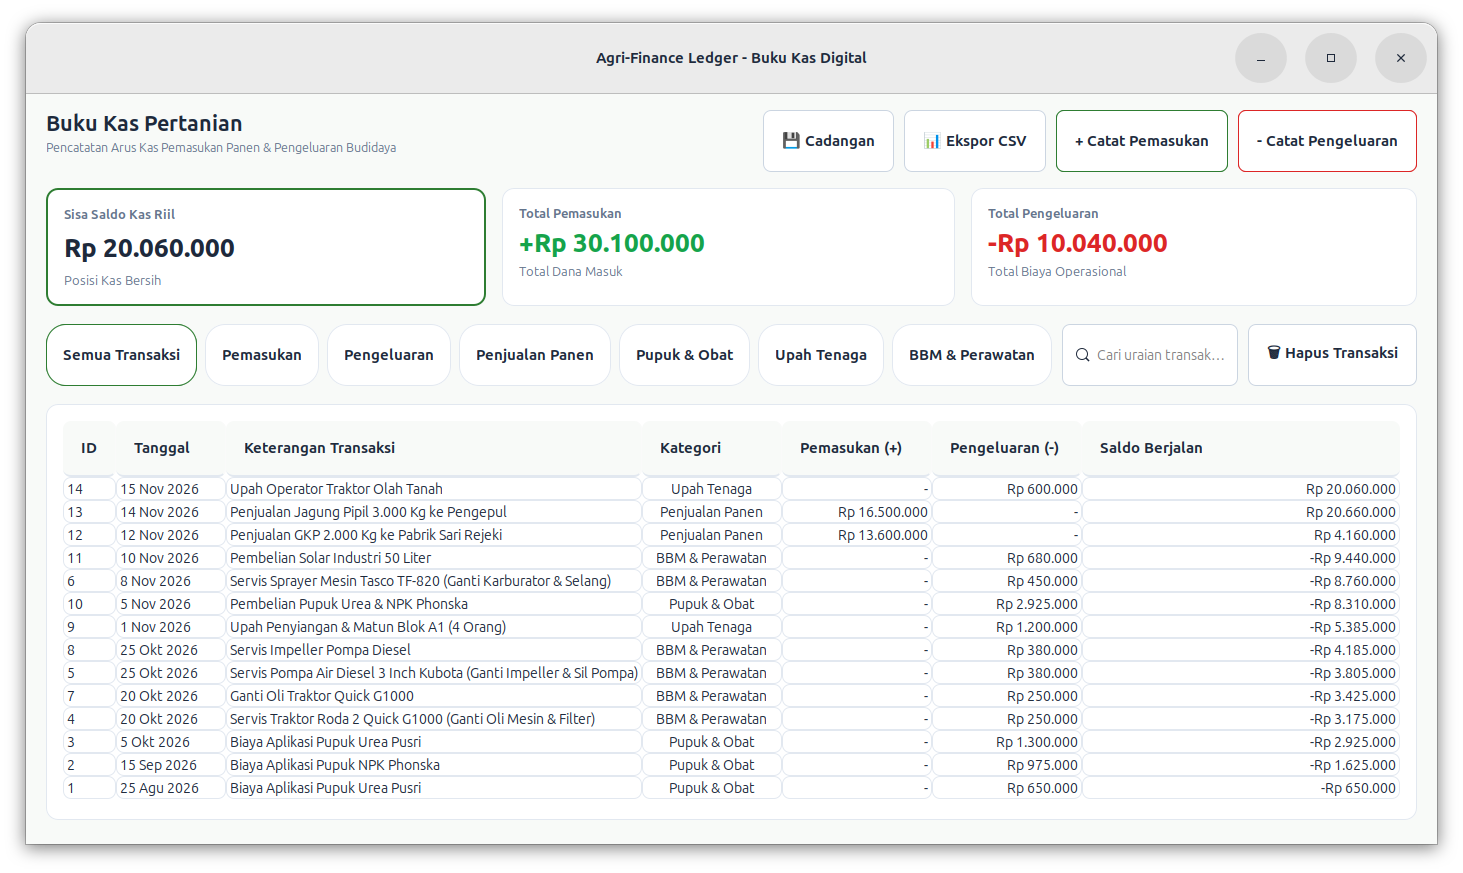 Agri-Finance Ledger - Buku Kas Digital
Buku Kas Pertanian
Pencatatan Arus Kas Pemasukan Panen & Pengeluaran Budidaya
Cadangan
Ekspor CSV
+ Catat Pemasukan
- Catat Pengeluaran
Sisa Saldo Kas Riil
Rp 20.060.000
Posisi Kas Bersih
Total Pemasukan
+Rp 30.100.000
Total Dana Masuk
Total Pengeluaran
-Rp 10.040.000
Total Biaya Operasional
Semua Transaksi
Pemasukan
Pengeluaran
Penjualan Panen
Pupuk & Obat
Upah Tenaga
BBM & Perawatan
Cari uraian transak...
Hapus Transaksi
ID Tanggal Keterangan Transaksi Kategori Pemasukan (+) Pengeluaran (-) Saldo Berjalan
14 15 Nov 2026 Upah Operator Traktor Olah Tanah Upah Tenaga - Rp 600.000 Rp 20.060.000
13 14 Nov 2026 Penjualan Jagung Pipil 3.000 Kg ke Pengepul Penjualan Panen Rp 16.500.000 - Rp 20.660.000
12 12 Nov 2026 Penjualan GKP 2.000 Kg ke Pabrik Sari Rejeki Penjualan Panen Rp 13.600.000 - Rp 4.160.000
11 10 Nov 2026 Pembelian Solar Industri 50 Liter BBM & Perawatan - Rp 680.000 -Rp 9.440.000
6 8 Nov 2026 Servis Sprayer Mesin Tasco TF-820 (Ganti Karburator & Selang) BBM & Perawatan - Rp 450.000 -Rp 8.760.000
10 5 Nov 2026 Pembelian Pupuk Urea & NPK Phonska Pupuk & Obat - Rp 2.925.000 -Rp 8.310.000
9 1 Nov 2026 Upah Penyiangan & Matun Blok A1 (4 Orang) Upah Tenaga - Rp 1.200.000 -Rp 5.385.000
8 25 Okt 2026 Servis Impeller Pompa Diesel BBM & Perawatan - Rp 380.000 -Rp 4.185.000
5 25 Okt 2026 Servis Pompa Air Diesel 3 Inch Kubota (Ganti Impeller & Sil Pompa) BBM & Perawatan - Rp 380.000 -Rp 3.805.000
7 20 Okt 2026 Ganti Oli Traktor Quick G1000 BBM & Perawatan - Rp 250.000 -Rp 3.425.000
4 20 Okt 2026 Servis Traktor Roda 2 Quick G1000 (Ganti Oli Mesin & Filter) BBM & Perawatan - Rp 250.000 -Rp 3.175.000
3 5 Okt 2026 Biaya Aplikasi Pupuk Urea Pusri Pupuk & Obat - Rp 1.300.000 -Rp 2.925.000
2 15 Sep 2026 Biaya Aplikasi Pupuk NPK Phonska Pupuk & Obat - Rp 975.000 -Rp 1.625.000
1 25 Agu 2026 Biaya Aplikasi Pupuk Urea Pusri Pupuk & Obat - Rp 650.000 -Rp 650.000